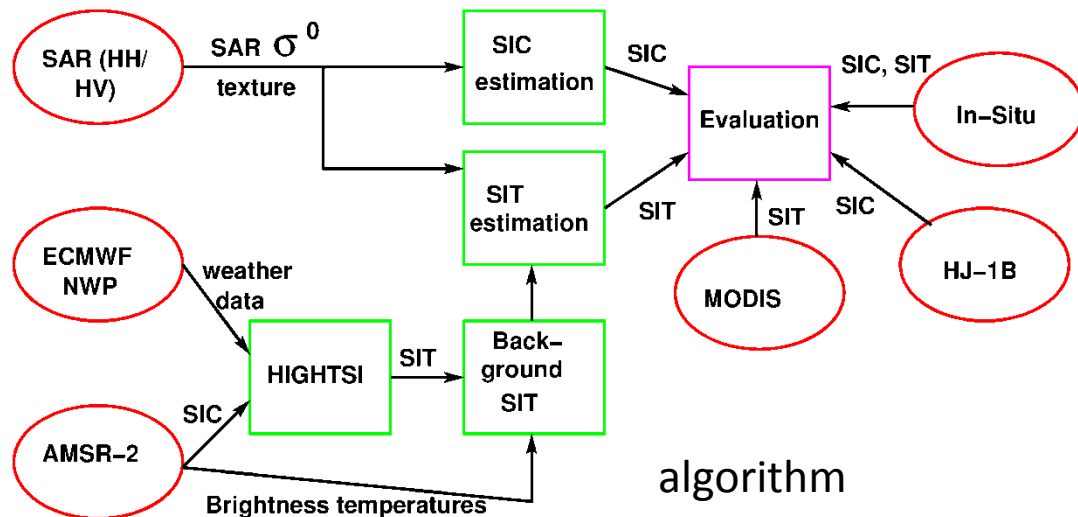 SAR (HH/
HV)
SAR σ⁰
texture
SIC
estimation
SIC
Evaluation
SIC, SIT
In-Situ
SIT
estimation
SIT
SIT
SIC
MODIS
HJ-1B
ECMWF
NWP
weather
data
HIGHTSI
SIT
Back-
ground
SIT
SIC
AMSR-2
Brightness temperatures
algorithm